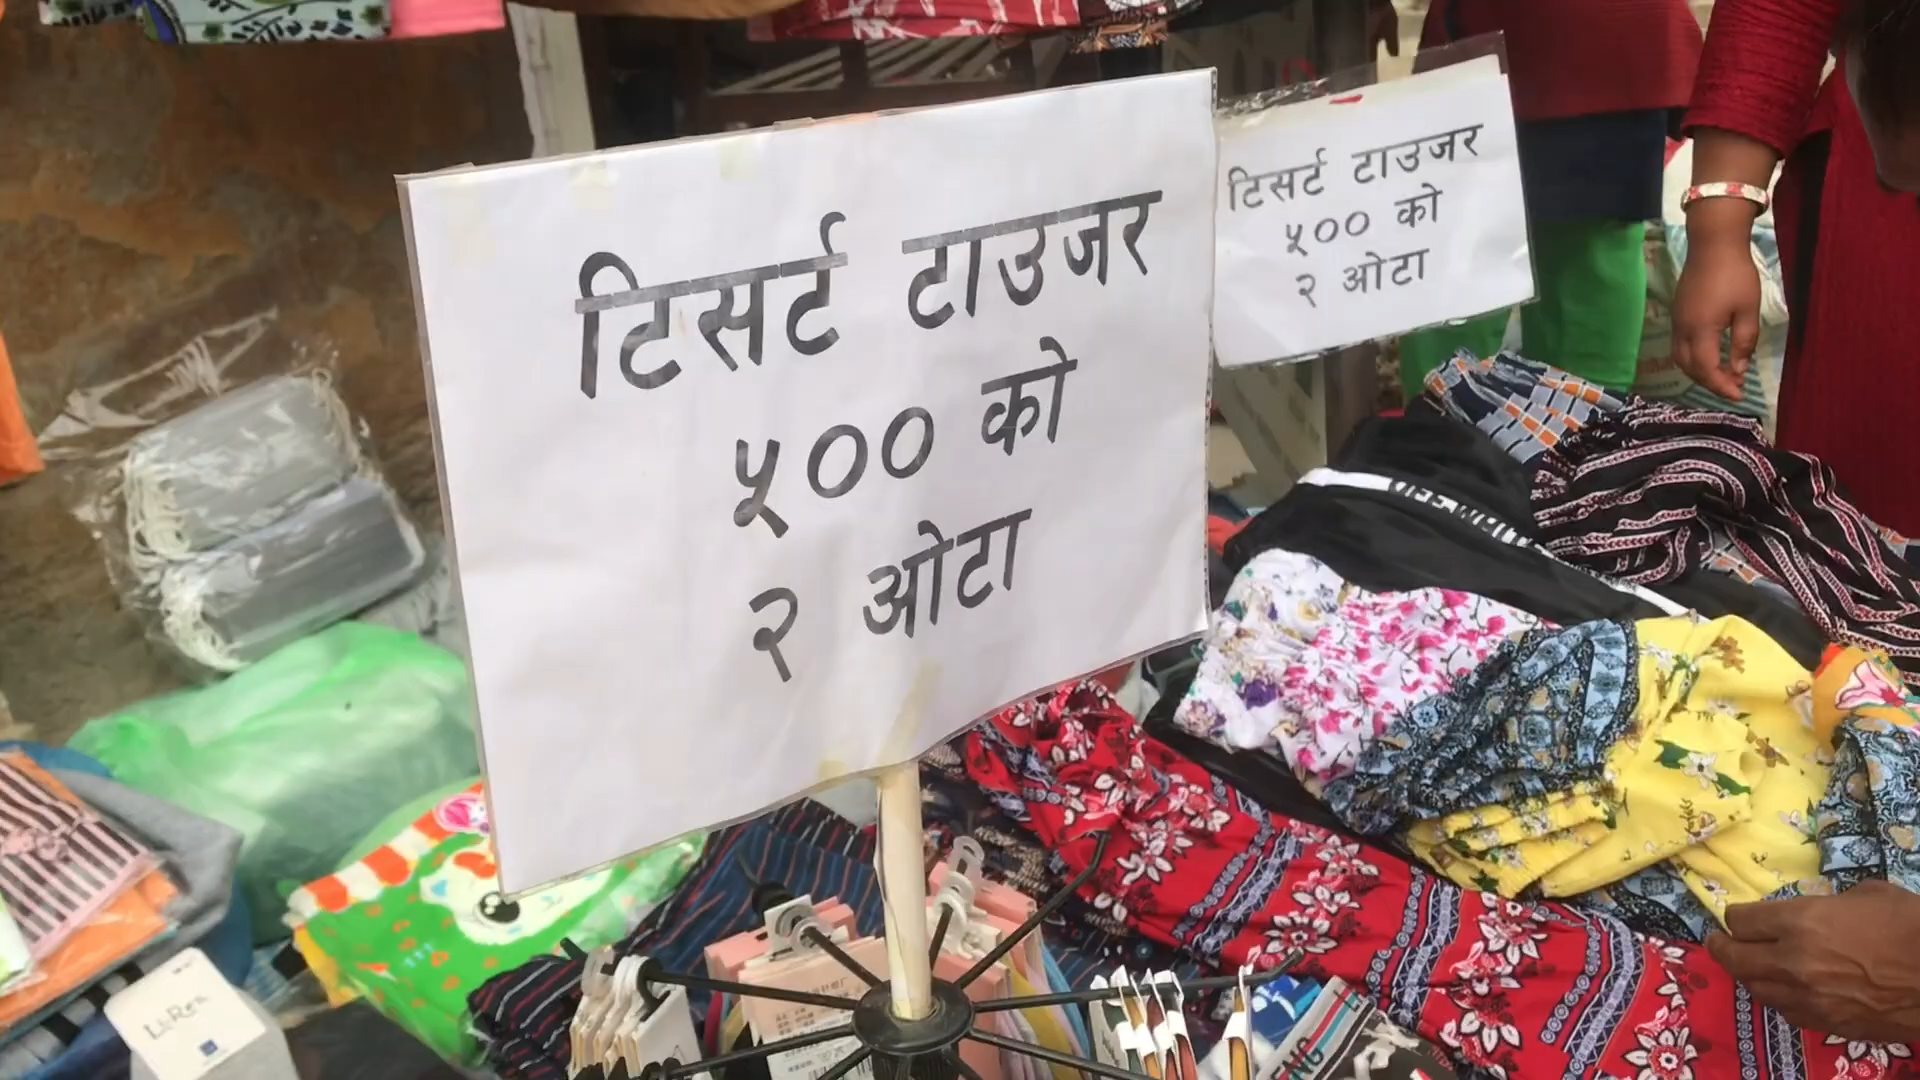 टिसर्ट टाउजर
५०० को
२ ओटा
टिसर्ट टाउजर
५०० को
२ ओटा